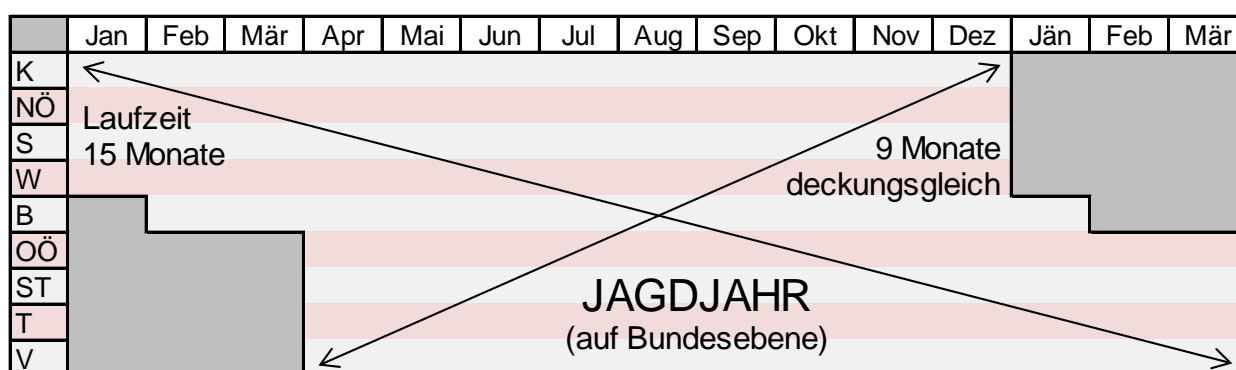 Jan Feb Mär Apr Mai Jun Jul Aug Sep Okt Nov Dez Jän Feb Mär
K
NÖ
Laufzeit
S
15 Monate
9 Monate
W
deckungsgleich
B
OÖ
ST
JAGDJAHR
T
(auf Bundesebene)
V